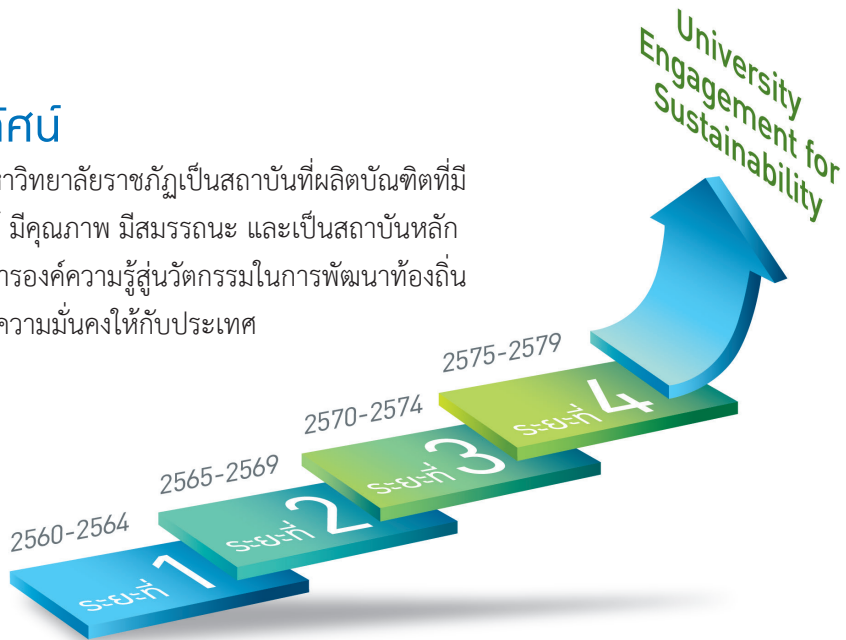 University
Engagement for
Sustainability
ทัศน์
วิทยาลัยราชภัฏเป็นสถาบันที่ผลิตบัณฑิตที่มี
มีคุณภาพ มีสมรรถนะ และเป็นสถาบันหลัก
องค์ความรู้สู่นวัตกรรมในการพัฒนาท้องถิ่น
ความมั่นคงให้กับประเทศ
2575-2579
ระยะที่ 4
2570-2574
ระยะที่ 3
2565-2569
ระยะที่ 2
2560-2564
ระยะที่ 1